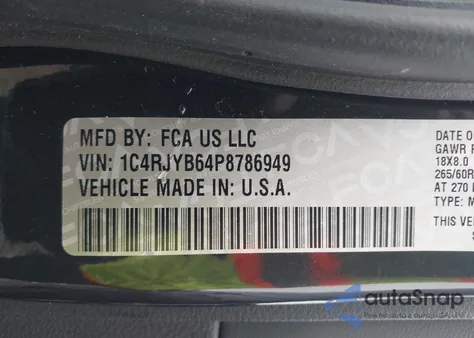 MFD BY: FCA US LLC
VIN: 1C4RJYB64P8786949
VEHICLE MADE IN: U.S.A.
DATE O
GAWR
18X8.0
265/60R
AT 270
TYPE: M
THIS VE
autoSnap